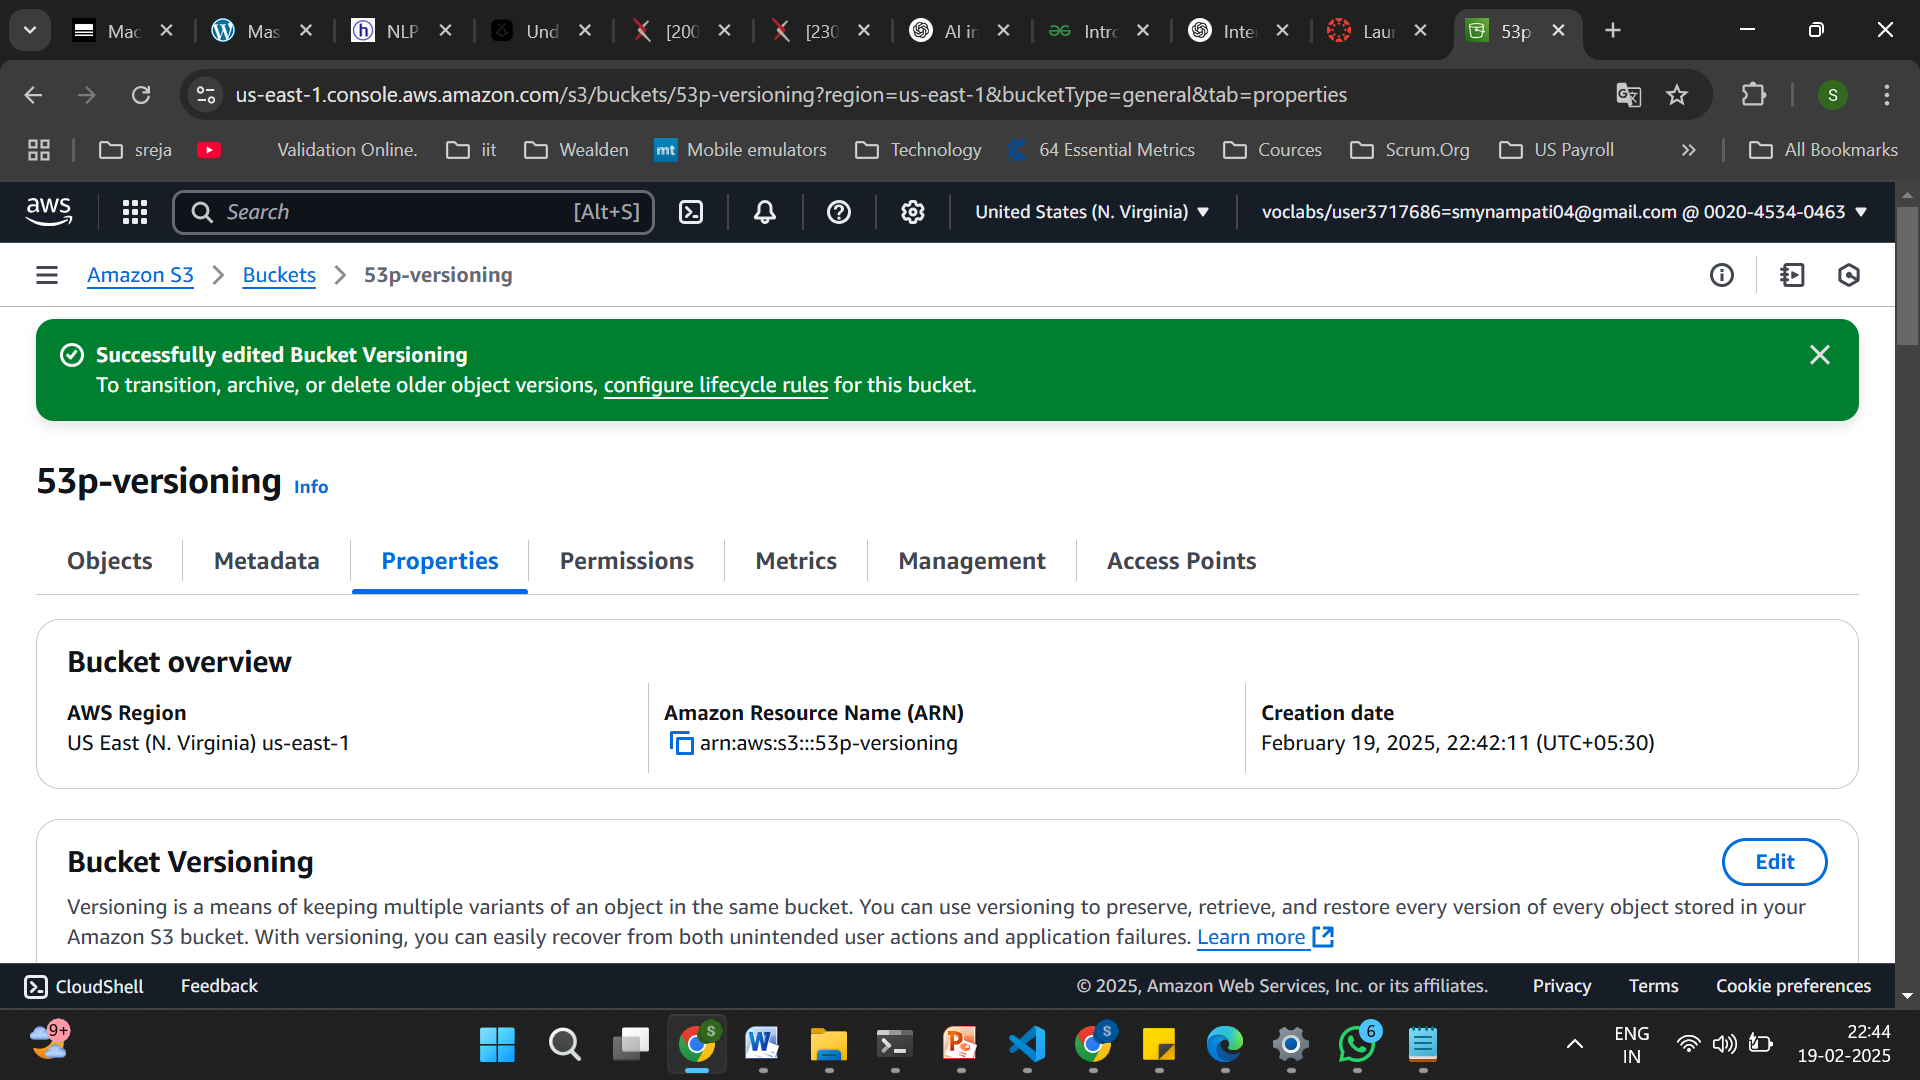 Mac
Mas
NLP
Und
[200
[230
AI in
Intro
Inte
Laun
53p
us-east-1.console.aws.amazon.com/s3/buckets/53p-versioning?region=us-east-1&bucketType=general&tab=properties
S
sreja
Validation Online.
iit
Wealden
mt Mobile emulators
Technology
64 Essential Metrics
Cources
Scrum.Org
US Payroll
All Bookmarks
aws
Search [Alt+S]
United States (N. Virginia)
voclabs/user3717686=smynampati04@gmail.com @ 0020-4534-0463
Amazon S3
Buckets
53p-versioning
Successfully edited Bucket Versioning
To transition, archive, or delete older object versions, configure lifecycle rules for this bucket.
53p-versioning Info
Objects
Metadata
Properties
Permissions
Metrics
Management
Access Points
Bucket overview
AWS Region
US East (N. Virginia) us-east-1
Amazon Resource Name (ARN)
arn:aws:s3:::53p-versioning
Creation date
February 19, 2025, 22:42:11 (UTC+05:30)
Bucket Versioning
Edit
Versioning is a means of keeping multiple variants of an object in the same bucket. You can use versioning to preserve, retrieve, and restore every version of every object stored in your
Amazon S3 bucket. With versioning, you can easily recover from both unintended user actions and application failures. Learn more
CloudShell
Feedback
© 2025, Amazon Web Services, Inc. or its affiliates.
Privacy
Terms
Cookie preferences
9+
S
S
6
ENG
IN
22:44
19-02-2025